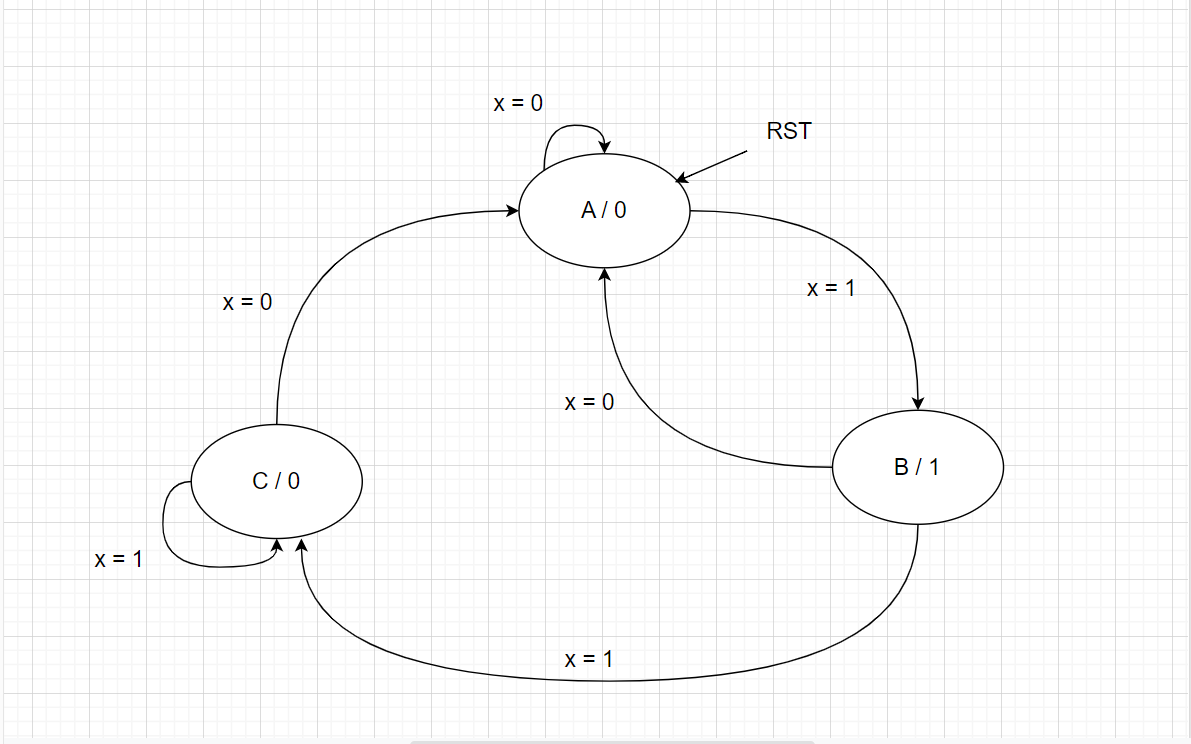 x = 0
RST
A / 0
x = 1
x = 0
x = 0
B / 1
C / 0
x = 1
x = 1